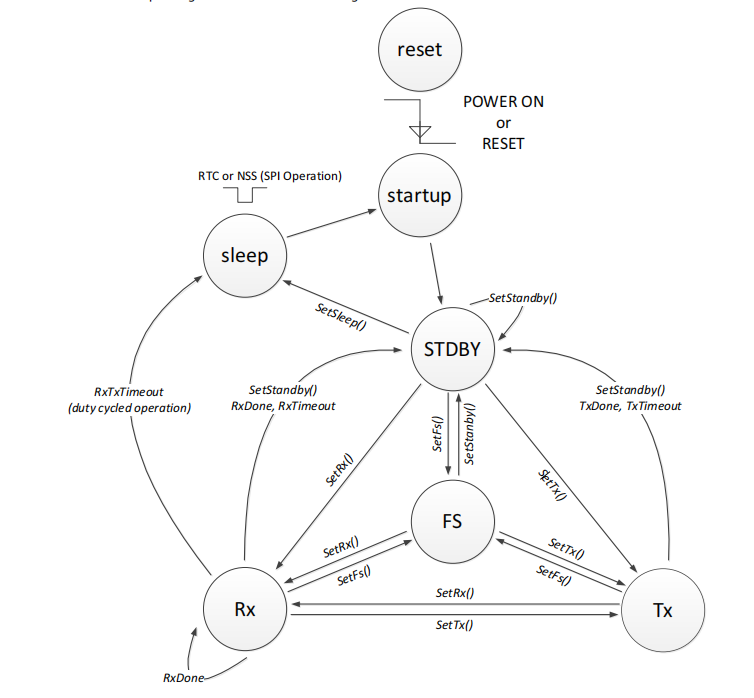 reset
POWER ON
or
RESET
RTC or NSS (SPI Operation)
startup
sleep
SetStandby()
SetSleep()
STDBY
RxTxTimeout
(duty cycled operation)
SetStandby()
RxDone, RxTimeout
SetStandby()
TxDone, TxTimeout
SetFs()
SetStanby()
SetRx()
SetTx()
FS
SetRx()
SetFs()
SetTx()
SetFs()
SetRx()
Rx
Tx
SetTx()
RxDone